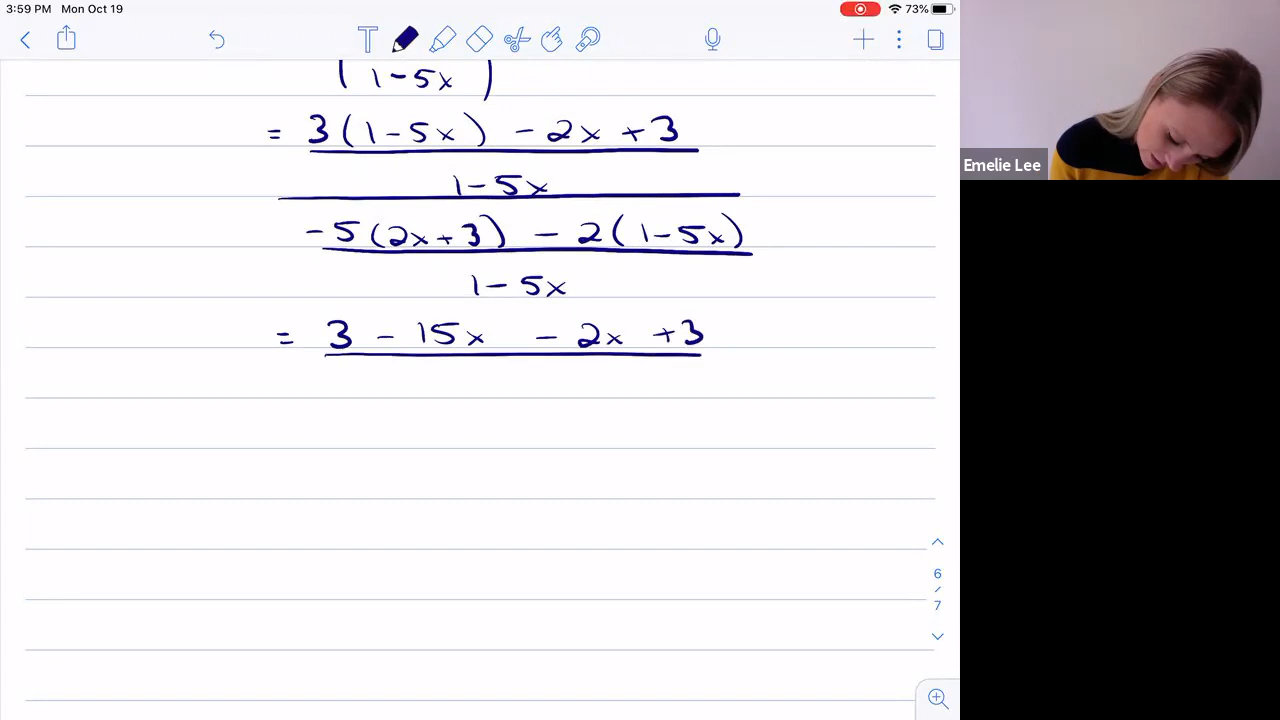 3:59 PM Mon Oct 19
73%
T
( 1 - 5x )
= 3 ( 1 - 5x ) - 2x + 3
1 - 5x
- 5 ( 2x + 3 ) - 2 ( 1 - 5x )
1 - 5x
= 3 - 15x - 2x + 3
Emelie Lee
6
/
7